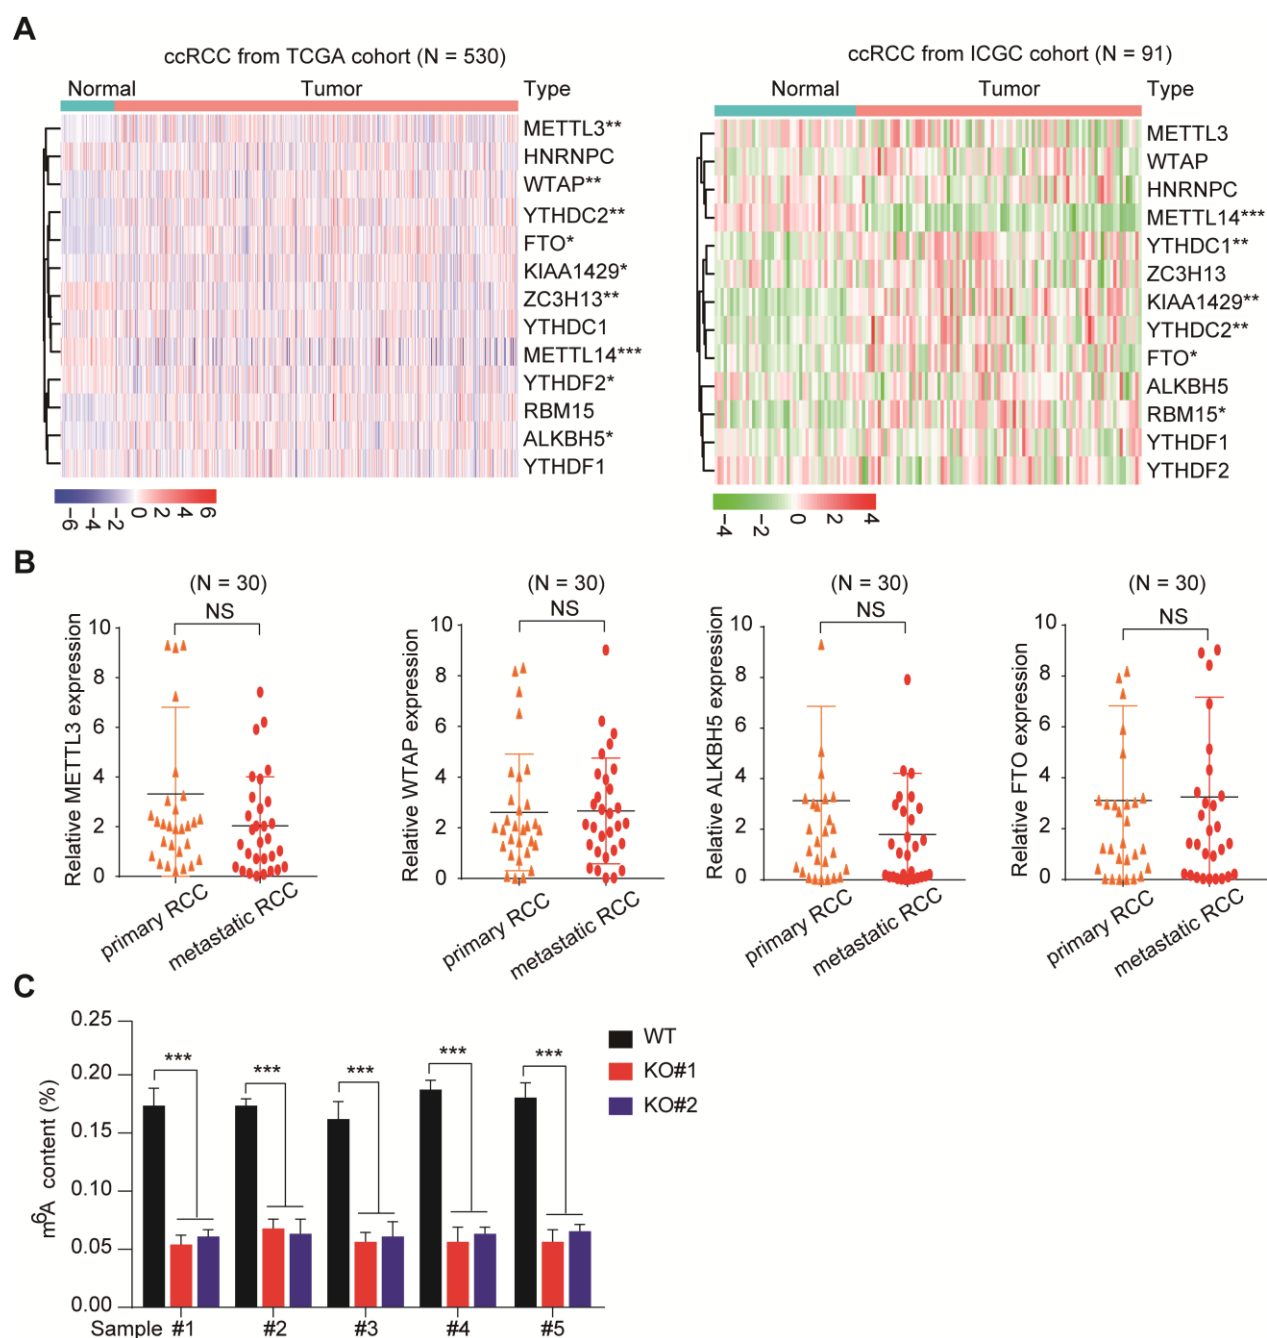 A
ccRCC from TCGA cohort (N = 530)
Normal Tumor Type
METTL3**
HNRNPC
WTAP**
YTHDC2**
FTO*
KIAA1429*
ZC3H13**
YTHDC1
METTL14***
YTHDF2*
RBM15
ALKBH5*
YTHDF1
-6 -4 -2 0 2 4 6
ccRCC from ICGC cohort (N = 91)
Normal Tumor Type
METTL3
WTAP
HNRNPC
METTL14***
YTHDC1**
ZC3H13
KIAA1429**
YTHDC2**
FTO*
ALKBH5
RBM15*
YTHDF1
YTHDF2
-4 -2 0 2 4
B
(N = 30)
NS
Relative METTL3 expression
10
8
6
4
2
0
primary RCC
metastatic RCC
(N = 30)
NS
Relative WTAP expression
10
8
6
4
2
0
primary RCC
metastatic RCC
(N = 30)
NS
Relative ALKBH5 expression
10
8
6
4
2
0
primary RCC
metastatic RCC
(N = 30)
NS
Relative FTO expression
10
8
6
4
2
0
primary RCC
metastatic RCC
C
m⁶A content (%)
0.25
0.20
0.15
0.10
0.05
0.00
*** *** *** *** ***
WT
KO#1
KO#2
Sample #1 #2 #3 #4 #5